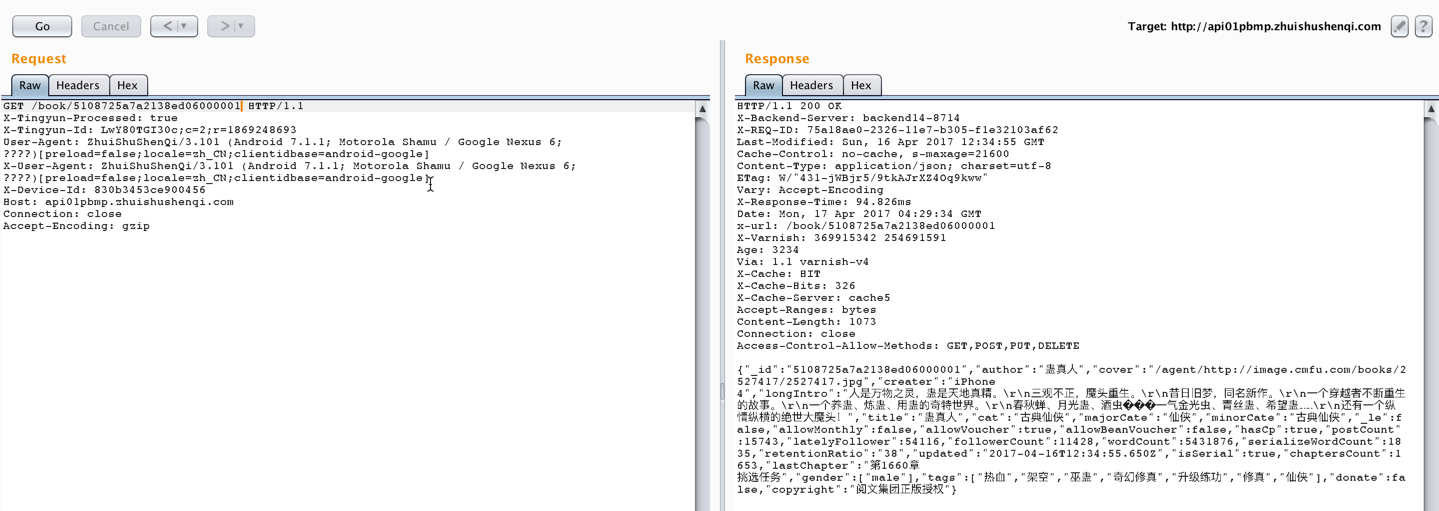 Go
Cancel
<
>
Target: http://api01pbmp.zhuishushenqi.com
?
Request
Raw
Headers
Hex
GET /book/5108725a7a2138ed06000001 HTTP/1.1
X-Tingyun-Processed: true
X-Tingyun-Id: LwY80TGI30c;c=2;r=1869248693
User-Agent: ZhuiShuShenQi/3.101 (Android 7.1.1; Motorola Shamu / Google Nexus 6;
????)[preload=false;locale=zh_CN;clientidbase=android-google]
X-User-Agent: ZhuiShuShenQi/3.101 (Android 7.1.1; Motorola Shamu / Google Nexus 6;
????)[preload=false;locale=zh_CN;clientidbase=android-google]
X-Device-Id: 830b3453ce900456
Host: api01pbmp.zhuishushenqi.com
Connection: close
Accept-Encoding: gzip
Response
Raw
Headers
Hex
HTTP/1.1 200 OK
X-Backend-Server: backend14-8714
X-REQ-ID: 75a18ae0-2326-11e7-b305-f1e32103af62
Last-Modified: Sun, 16 Apr 2017 12:34:55 GMT
Cache-Control: no-cache, s-maxage=21600
Content-Type: application/json; charset=utf-8
ETag: W/"431-jWBjr5/9tkAJrXZ4Oq9kww"
Vary: Accept-Encoding
X-Response-Time: 94.826ms
Date: Mon, 17 Apr 2017 04:29:34 GMT
x-url: /book/5108725a7a2138ed06000001
X-Varnish: 369915342 254691591
Age: 3234
Via: 1.1 varnish-v4
X-Cache: HIT
X-Cache-Hits: 326
X-Cache-Server: cache5
Accept-Ranges: bytes
Content-Length: 1073
Connection: close
Access-Control-Allow-Methods: GET,POST,PUT,DELETE
{"_id":"5108725a7a2138ed06000001","author":"蛊真人","cover":"/agent/http://image.cmfu.com/books/2
527417/2527417.jpg","creater":"iPhone
4","longIntro":"人是万物之灵，蛊是天地真精。\r\n三观不正，魔头重生。\r\n昔日旧梦，同名新作。\r\n一个穿越者不断重生
的故事。\r\n一个养蛊、炼蛊、用蛊的奇特世界。\r\n春秋蝉、月光蛊、酒虫���一气金光虫、青丝蛊、希望蛊……\r\n还有一个纵
情纵横的绝世大魔头！","title":"蛊真人","cat":"古典仙侠","majorCate":"仙侠","minorCate":"古典仙侠","_le":f
alse,"allowMonthly":false,"allowVoucher":true,"allowBeanVoucher":false,"hasCp":true,"postCount"
:15743,"latelyFollower":54116,"followerCount":11428,"wordCount":5431876,"serializeWordCount":18
35,"retentionRatio":"38","updated":"2017-04-16T12:34:55.650Z","isSerial":true,"chaptersCount":1
653,"lastChapter":"第1660章
挑选任务","gender":["male"],"tags":["热血","架空","巫蛊","奇幻修真","升级练功","修真","仙侠"],"donate":fa
lse,"copyright":"阅文集团正版授权"}